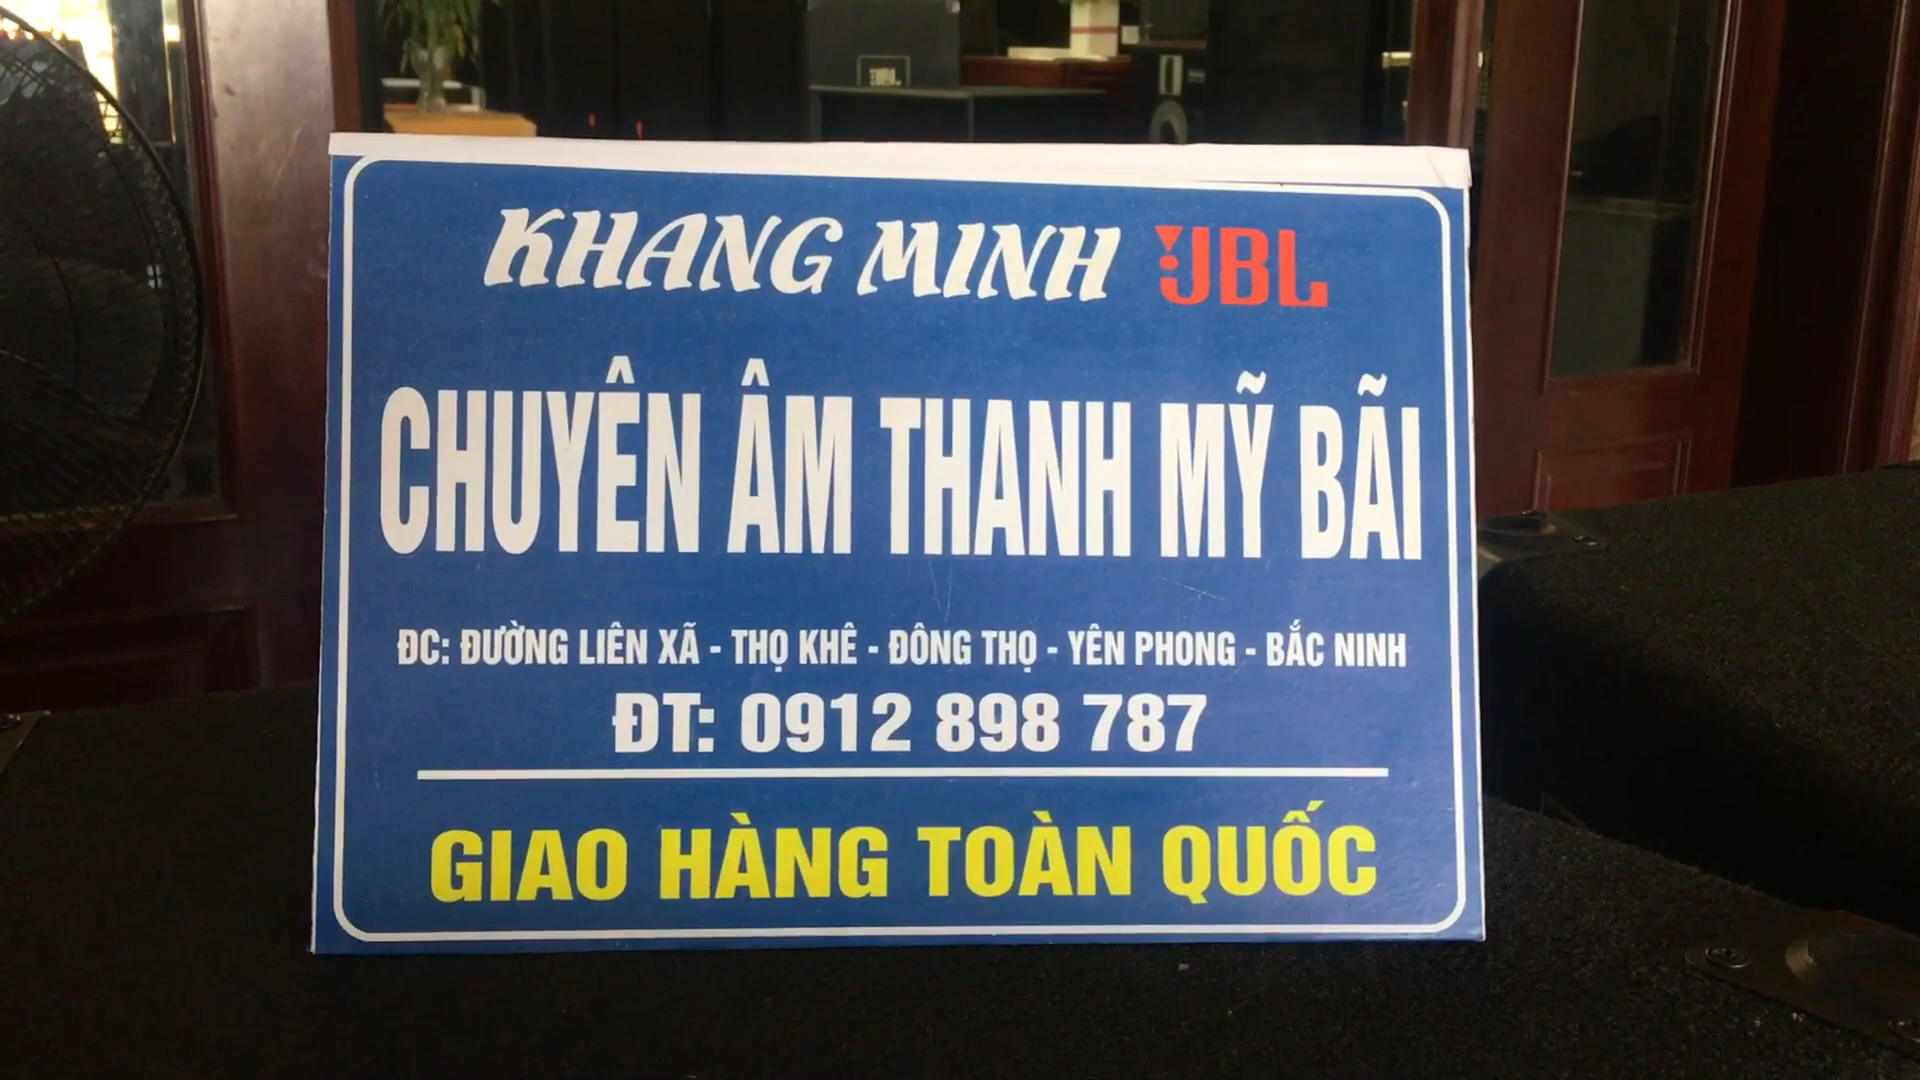 JBL
KHANG MINH JBL
CHUYÊN ÂM THANH MỸ BÃI
ĐC: ĐƯỜNG LIÊN XÃ - THỌ KHÊ - ĐÔNG THỌ - YÊN PHONG - BẮC NINH
ĐT: 0912 898 787
GIAO HÀNG TOÀN QUỐC